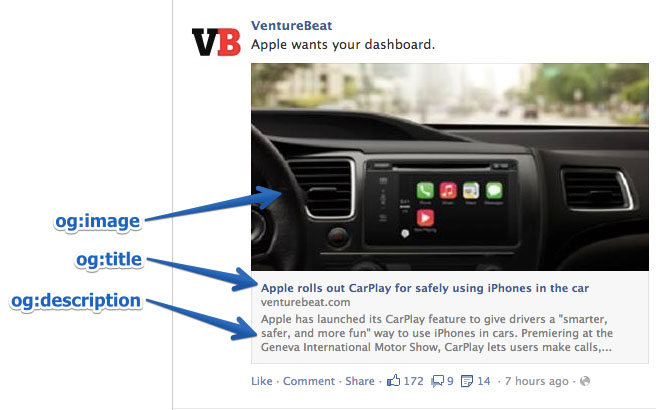 VB
VentureBeat
Apple wants your dashboard.
og:image
Phone
Music
Messages
og:title
Apple rolls out CarPlay for safely using iPhones in the car
venturebeat.com
og:description
Apple has launched its CarPlay feature to give drivers a "smarter,
safer, and more fun" way to use iPhones in cars. Premiering at the
Geneva International Motor Show, CarPlay lets users make calls,...
Like · Comment · Share · 172 9 14 · 7 hours ago ·